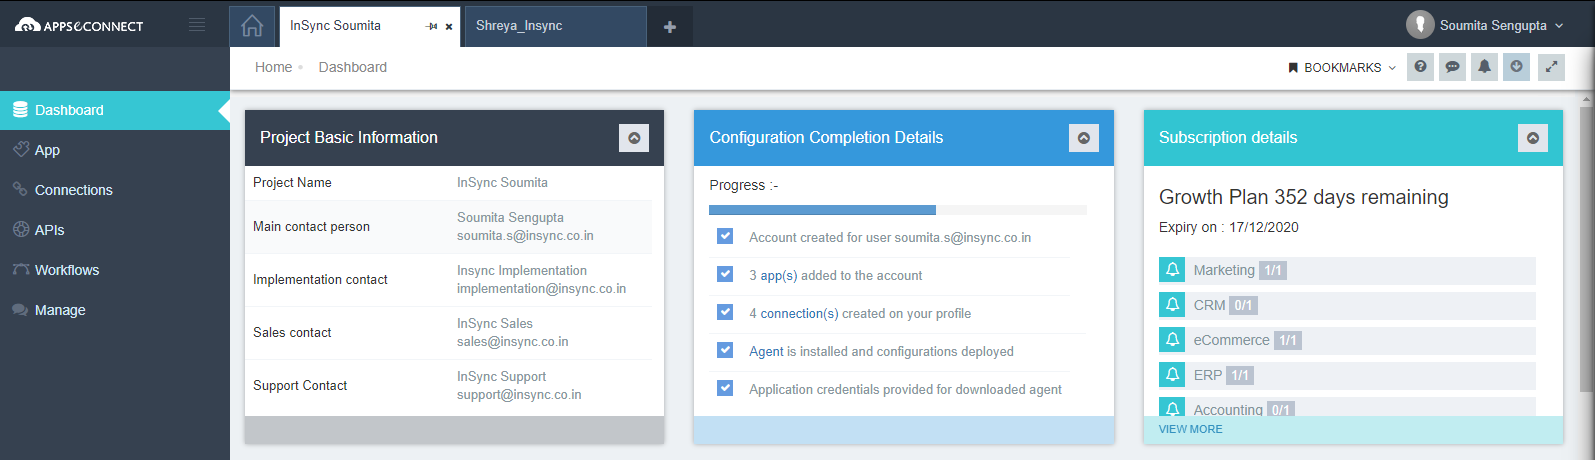 APPSeCONNECT
InSync Soumita
Shreya_Insync
Soumita Sengupta
Home
Dashboard
BOOKMARKS
Dashboard
App
Connections
APIs
Workflows
Manage
Project Basic Information
Project Name InSync Soumita
Main contact person Soumita Sengupta
soumita.s@insync.co.in
Implementation contact Insync Implementation
implementation@insync.co.in
Sales contact InSync Sales
sales@insync.co.in
Support Contact InSync Support
support@insync.co.in
Configuration Completion Details
Progress :-
Account created for user soumita.s@insync.co.in
3 app(s) added to the account
4 connection(s) created on your profile
Agent is installed and configurations deployed
Application credentials provided for downloaded agent
Subscription details
Growth Plan 352 days remaining
Expiry on : 17/12/2020
Marketing 1/1
CRM 0/1
eCommerce 1/1
ERP 1/1
Accounting 0/1
VIEW MORE